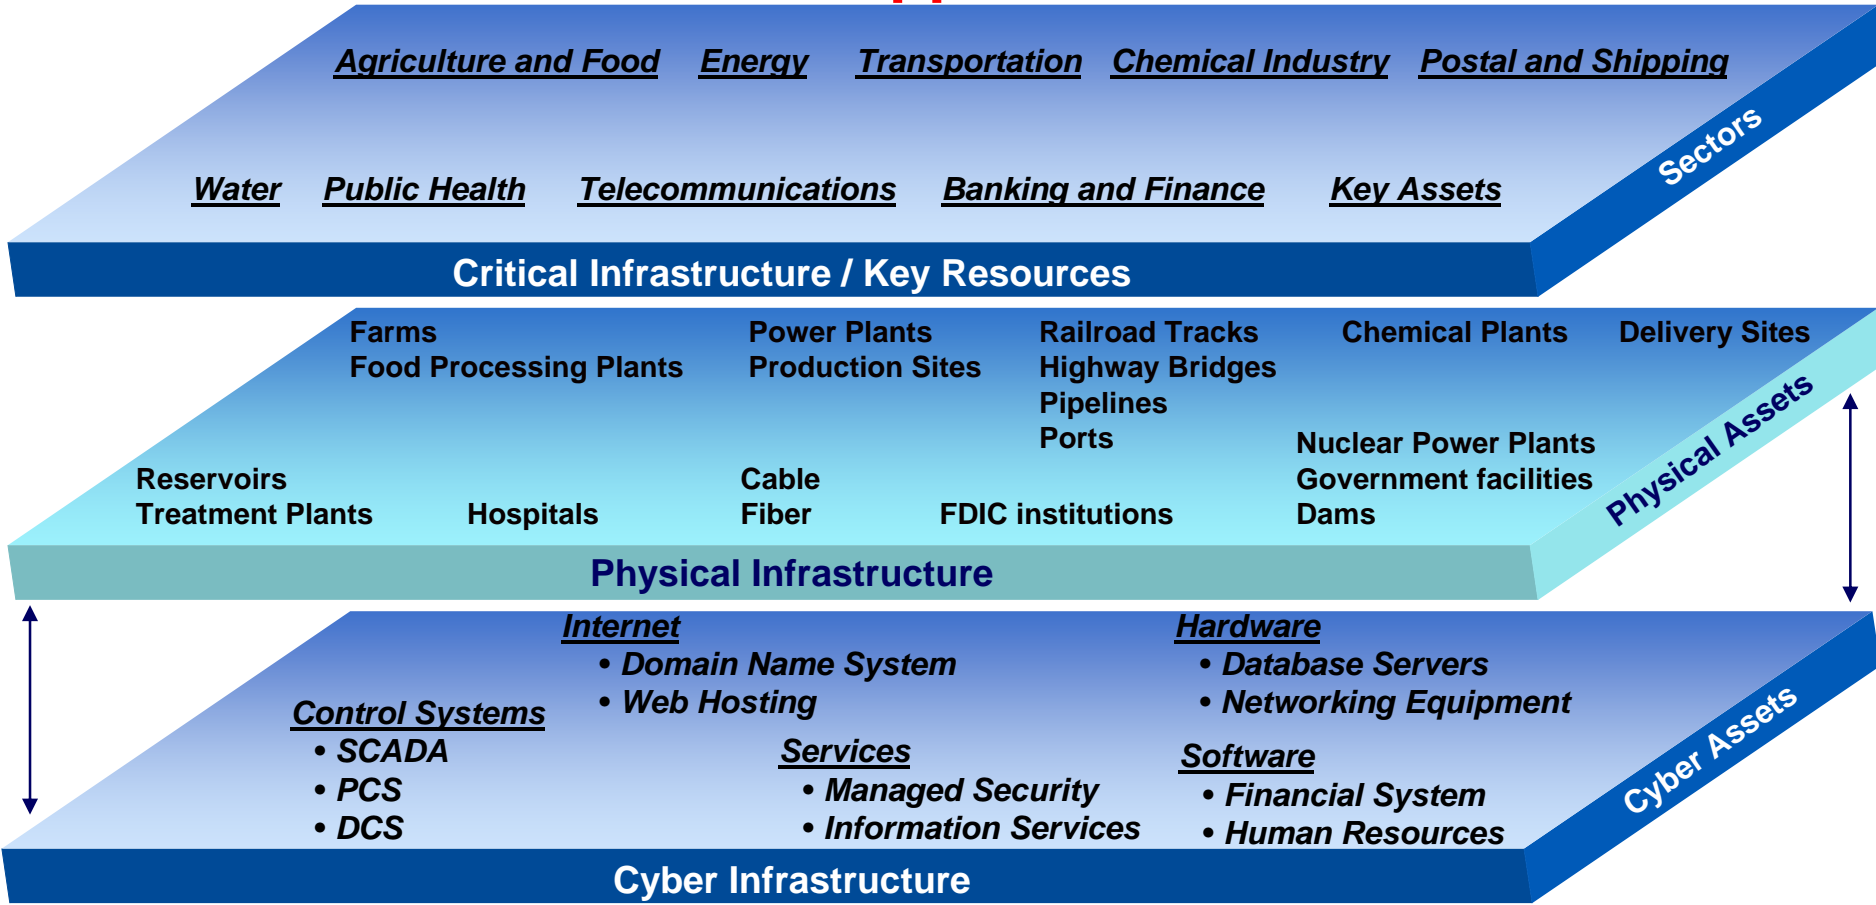 Agriculture and Food Energy Transportation Chemical Industry Postal and Shipping
Water Public Health Telecommunications Banking and Finance Key Assets
Sectors
Critical Infrastructure / Key Resources
Farms Power Plants Railroad Tracks Chemical Plants Delivery Sites
Food Processing Plants Production Sites Highway Bridges
Pipelines
Ports
Nuclear Power Plants
Reservoirs Cable Government facilities
Treatment Plants Hospitals Fiber FDIC institutions Dams
Physical Assets
Physical Infrastructure
Internet Hardware
• Domain Name System • Database Servers
• Web Hosting • Networking Equipment
Control Systems
• SCADA Services Software
• PCS • Managed Security • Financial System
• DCS • Information Services • Human Resources
Cyber Assets
Cyber Infrastructure